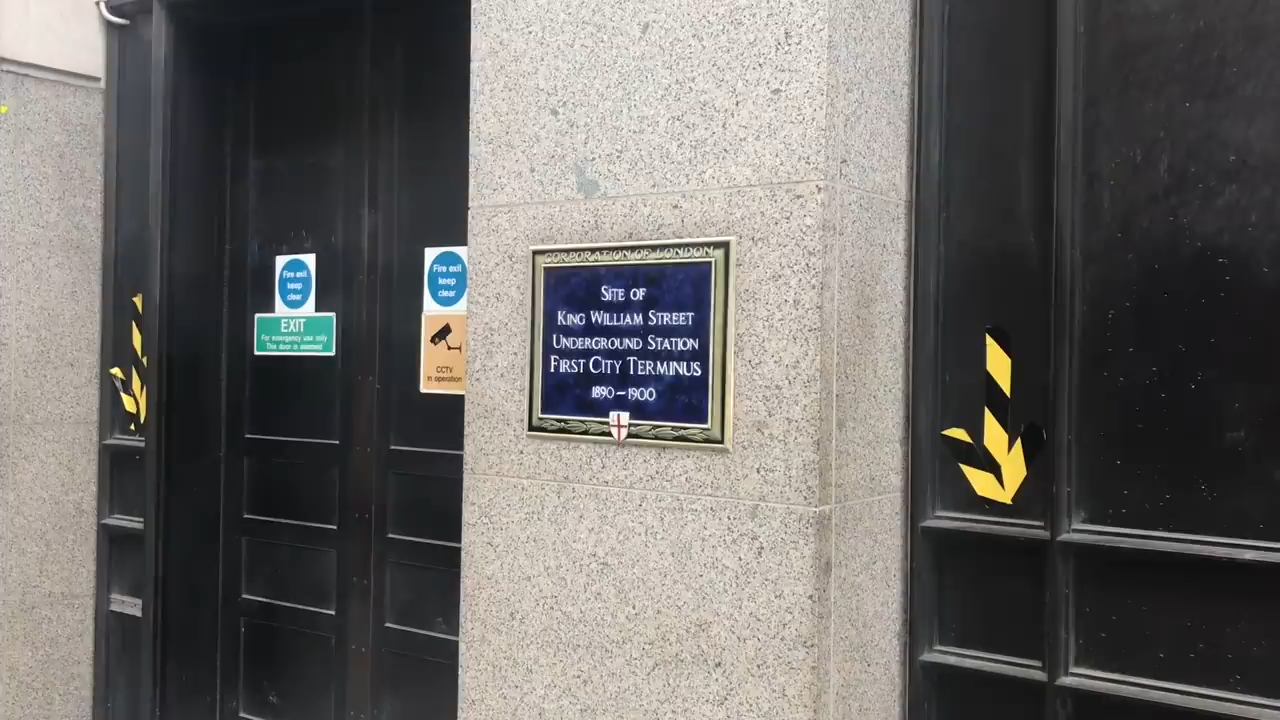 Fire exit
keep
clear
EXIT
For emergency use only
This door is alarmed
Fire exit
keep
clear
CCTV
in operation
CORPORATION OF LONDON
SITE OF
KING WILLIAM STREET
UNDERGROUND STATION
FIRST CITY TERMINUS
1890-1900